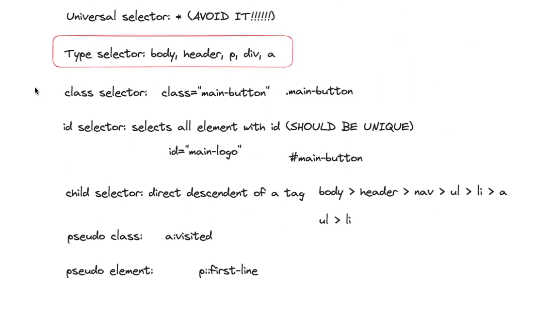 Universal selector: * (AVOID IT!!!!!!)
Type selector: body, header, p, div, a
class selector: class="main-button" .main-button
id selector: selects all element with id (SHOULD BE UNIQUE)
id="main-logo" #main-button
child selector: direct descendent of a tag body > header > nav > ul > li > a
ul > li
pseudo class: a:visited
pseudo element: p::first-line